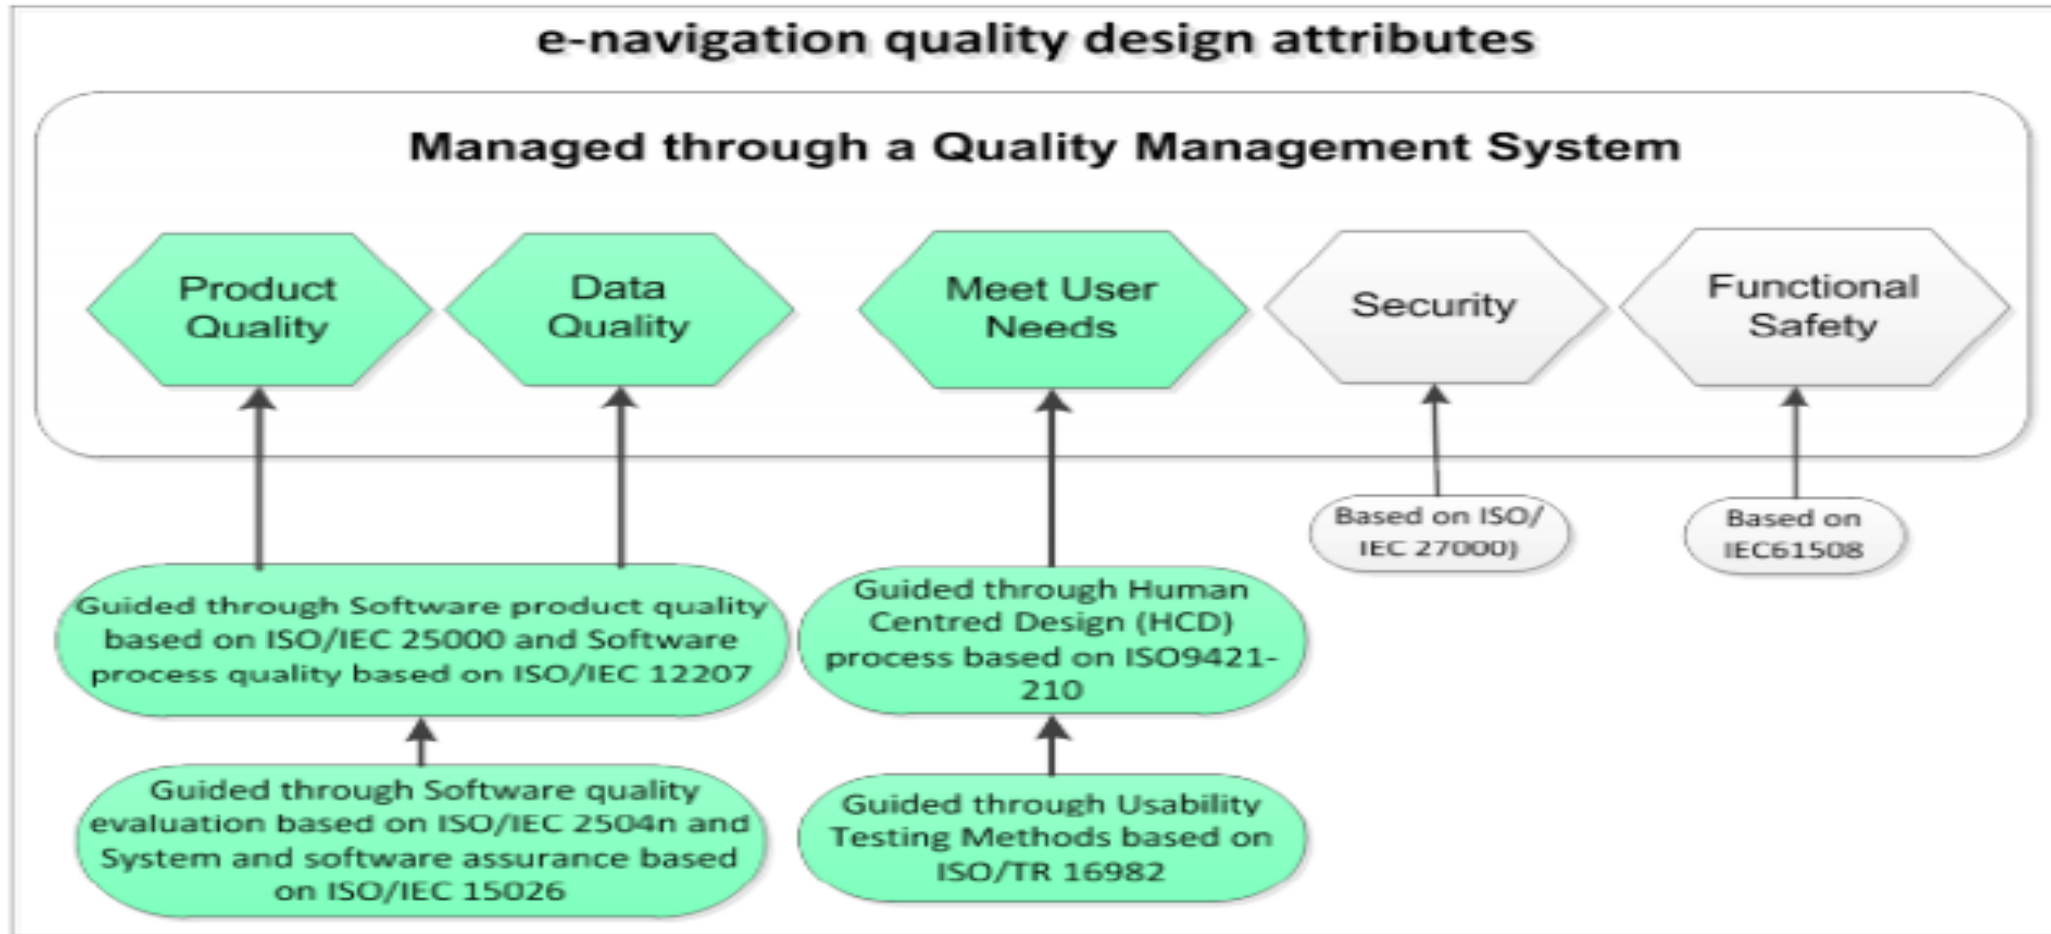 e-navigation quality design attributes
Managed through a Quality Management System
Product
Quality
Data
Quality
Meet User
Needs
Security
Functional
Safety
Based on ISO/
IEC 27000)
Based on
IEC61508
Guided through Software product quality
based on ISO/IEC 25000 and Software
process quality based on ISO/IEC 12207
Guided through Human
Centred Design (HCD)
process based on ISO9421-
210
Guided through Software quality
evaluation based on ISO/IEC 2504n and
System and software assurance based
on ISO/IEC 15026
Guided through Usability
Testing Methods based on
ISO/TR 16982